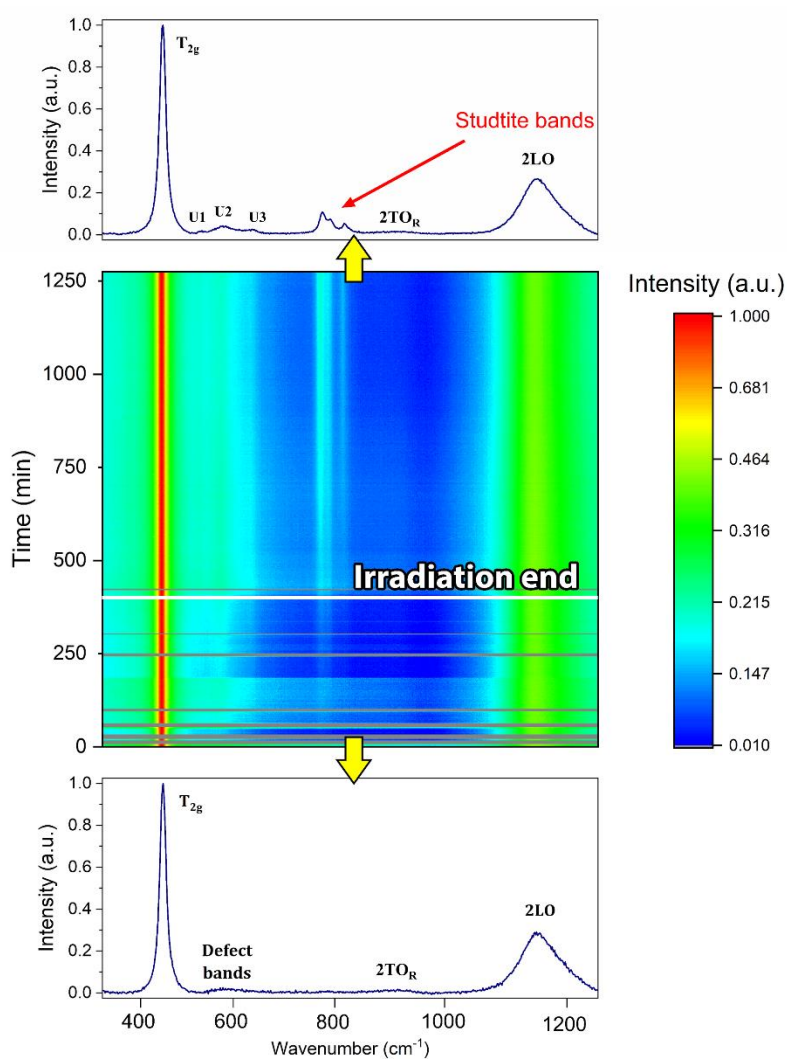 1.0
0.8
0.6
0.4
0.2
0.0
Intensity (a.u.)
T2g
U1
U2
U3
Studtite bands
2TOR
2LO
1250
1000
750
500
250
0
Time (min)
Irradiation end
Intensity (a.u.)
1.000
0.681
0.464
0.316
0.215
0.147
0.010
1.0
0.8
0.6
0.4
0.2
0.0
Intensity (a.u.)
T2g
Defect
bands
2TOR
2LO
400 600 800 1000 1200
Wavenumber (cm-1)